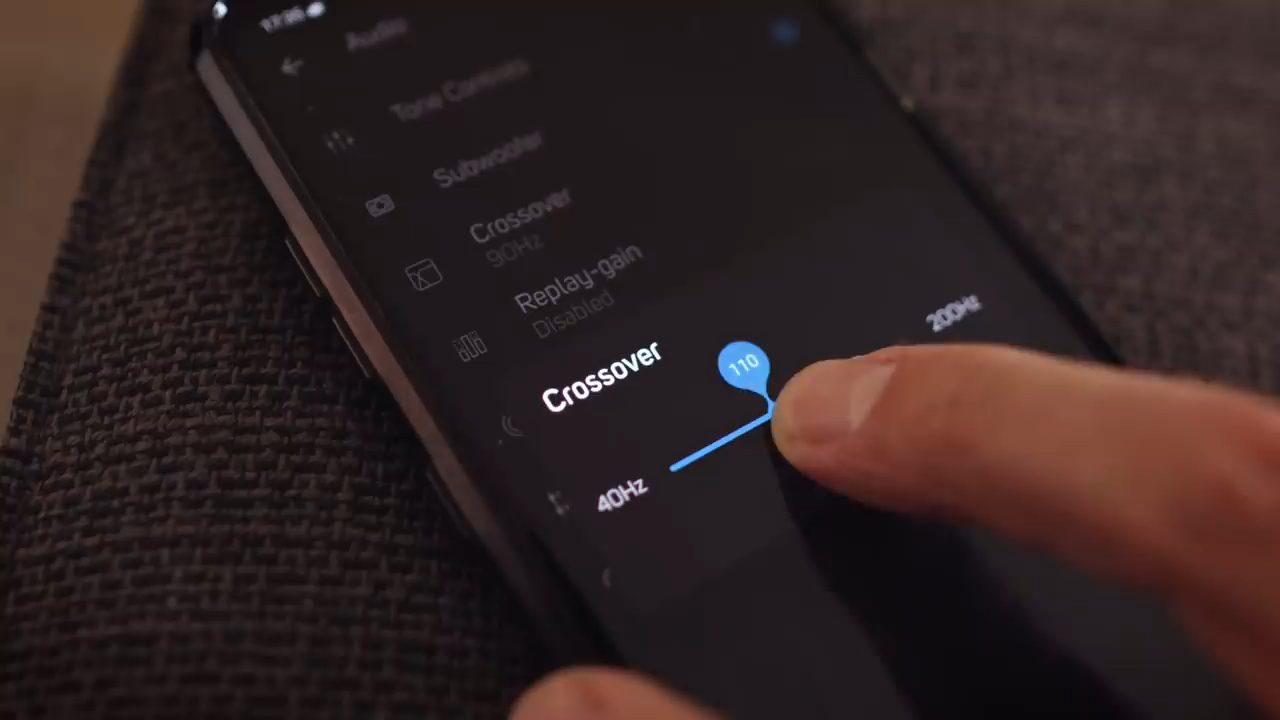 Audio
Tone Controls
Subwoofer
Crossover
90Hz
Replay-gain
Disabled
Crossover
110
200Hz
40Hz